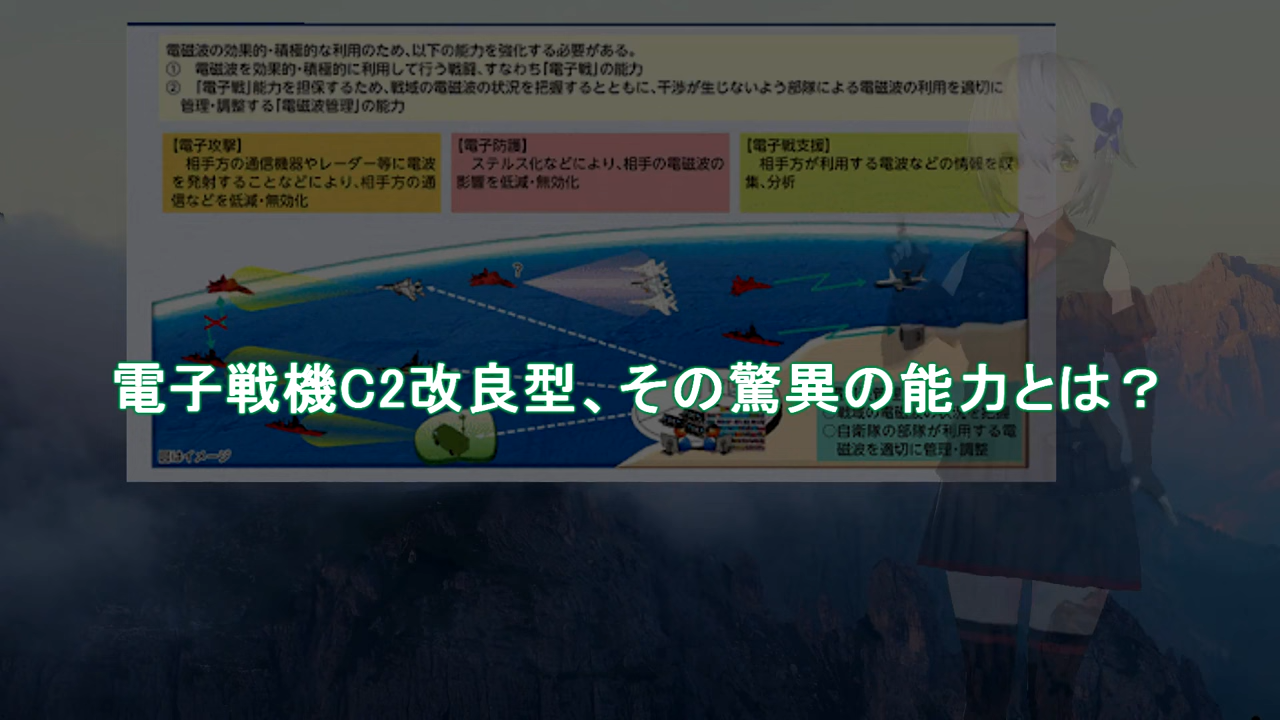 電磁波の効果的・積極的な利用のため、以下の能力を強化する必要がある。
① 電磁波を効果的・積極的に利用して行う戦闘、すなわち「電子戦」の能力
② 「電子戦」能力を担保するため、戦域の電磁波の状況を把握するとともに、干渉が生じないよう部隊による電磁波の利用を適切に
管理・調整する「電磁波管理」の能力
【電子攻撃】
相手方の通信機器やレーダー等に電波
を発射することなどにより、相手方の通
信などを低減・無効化
【電子防護】
ステルス化などにより、相手の電磁波の
影響を低減・無効化
【電子戦支援】
相手方が利用する電波などの情報を収
集、分析
?
電子戦機C2改良型、その驚異の能力とは?
○戦域の電磁波の状況を把握
○自衛隊の部隊が利用する電
磁波を適切に管理・調整
図はイメージ